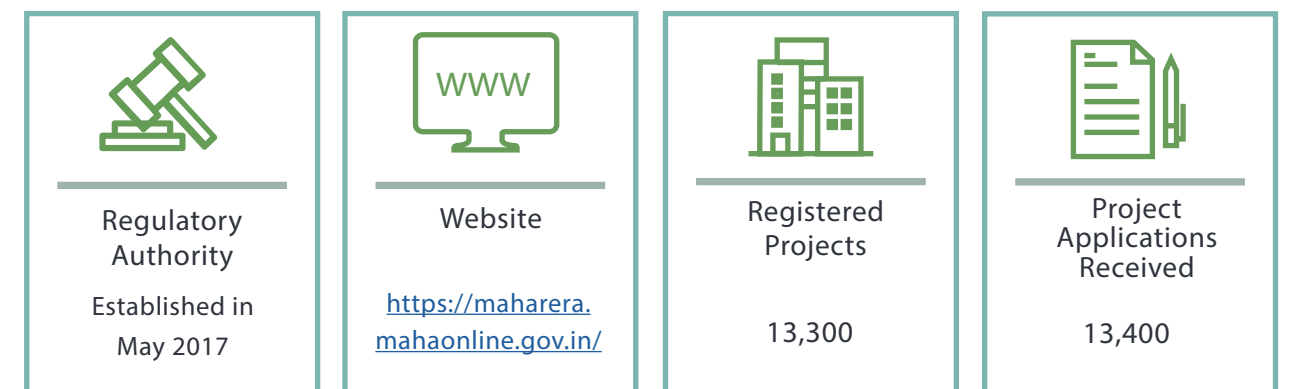 Regulatory
Authority
Established in
May 2017
WWW
Website
https://maharera.
mahaonline.gov.in/
Registered
Projects
13,300
Project
Applications
Received
13,400